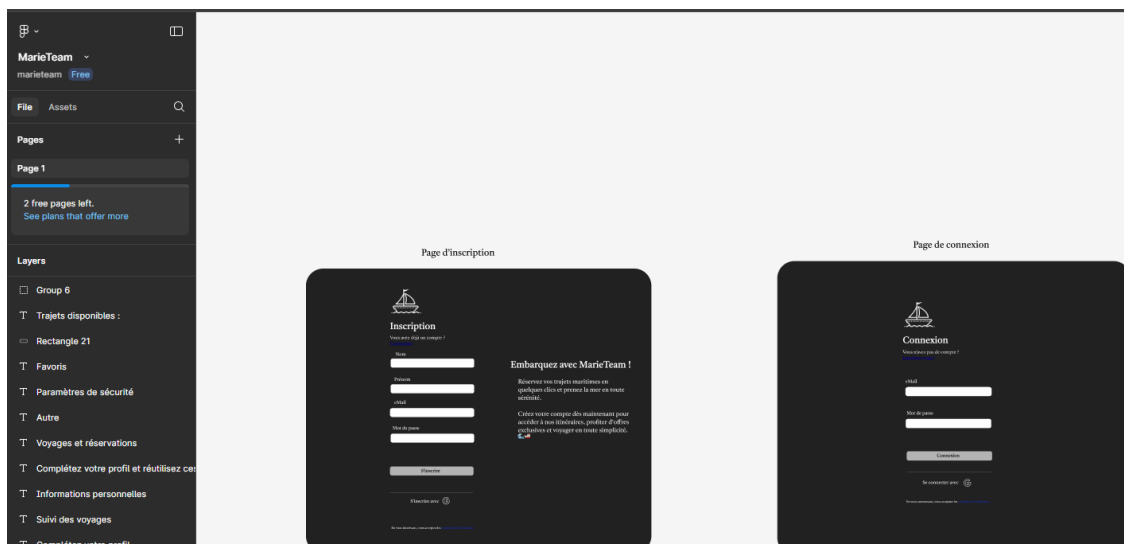 MarieTeam
marieteam Free
File Assets
Pages
Page 1
2 free pages left.
See plans that offer more
Layers
Group 6
Trajets disponibles :
Rectangle 21
Favoris
Paramètres de sécurité
Autre
Voyages et réservations
Complétez votre profil et réutilisez ces
Informations personnelles
Suivi des voyages
Complétez votre profil
Page d'inscription
Inscription
Vous avez déjà un compte ?
Nom
Prénom
eMail
Mot de passe
S'inscrire
S'inscrire avec
Embarquez avec MarieTeam !
Réservez vos trajets maritimes en
quelques clics et prenez la mer en toute
sérénité.
Créez votre compte dès maintenant pour
accéder à nos itinéraires, profiter d'offres
exclusives et voyager en toute simplicité.
Page de connexion
Connexion
Vous n'avez pas de compte ?
eMail
Mot de passe
Connexion
Se connecter avec